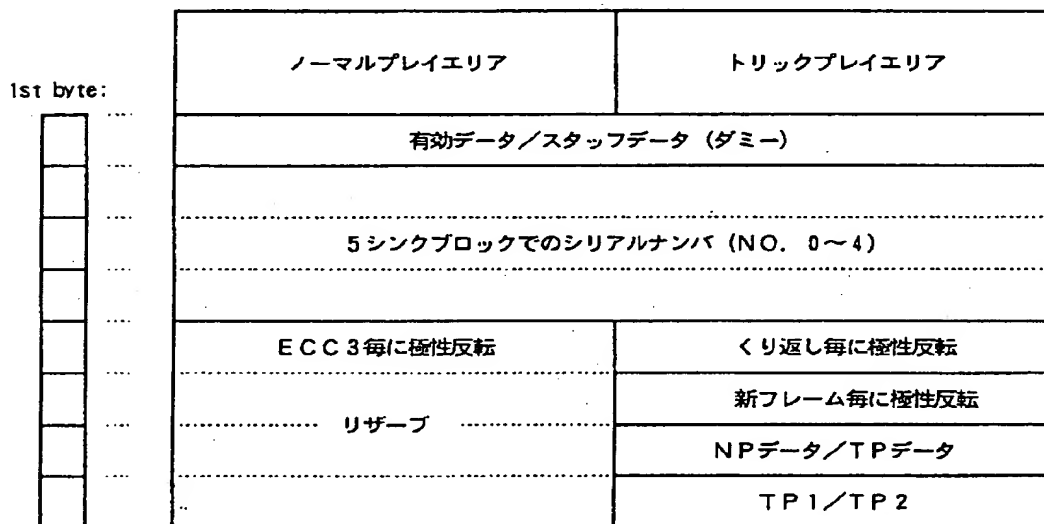 ノーマルプレイエリア
トリックプレイエリア
1st byte:
有効データ/スタッフデータ (ダミー)
5シンクブロックでのシリアルナンバ (NO. 0~4)
ECC3毎に極性反転
くり返し毎に極性反転
新フレーム毎に極性反転
リザーブ
NPデータ/TPデータ
TP1/TP2